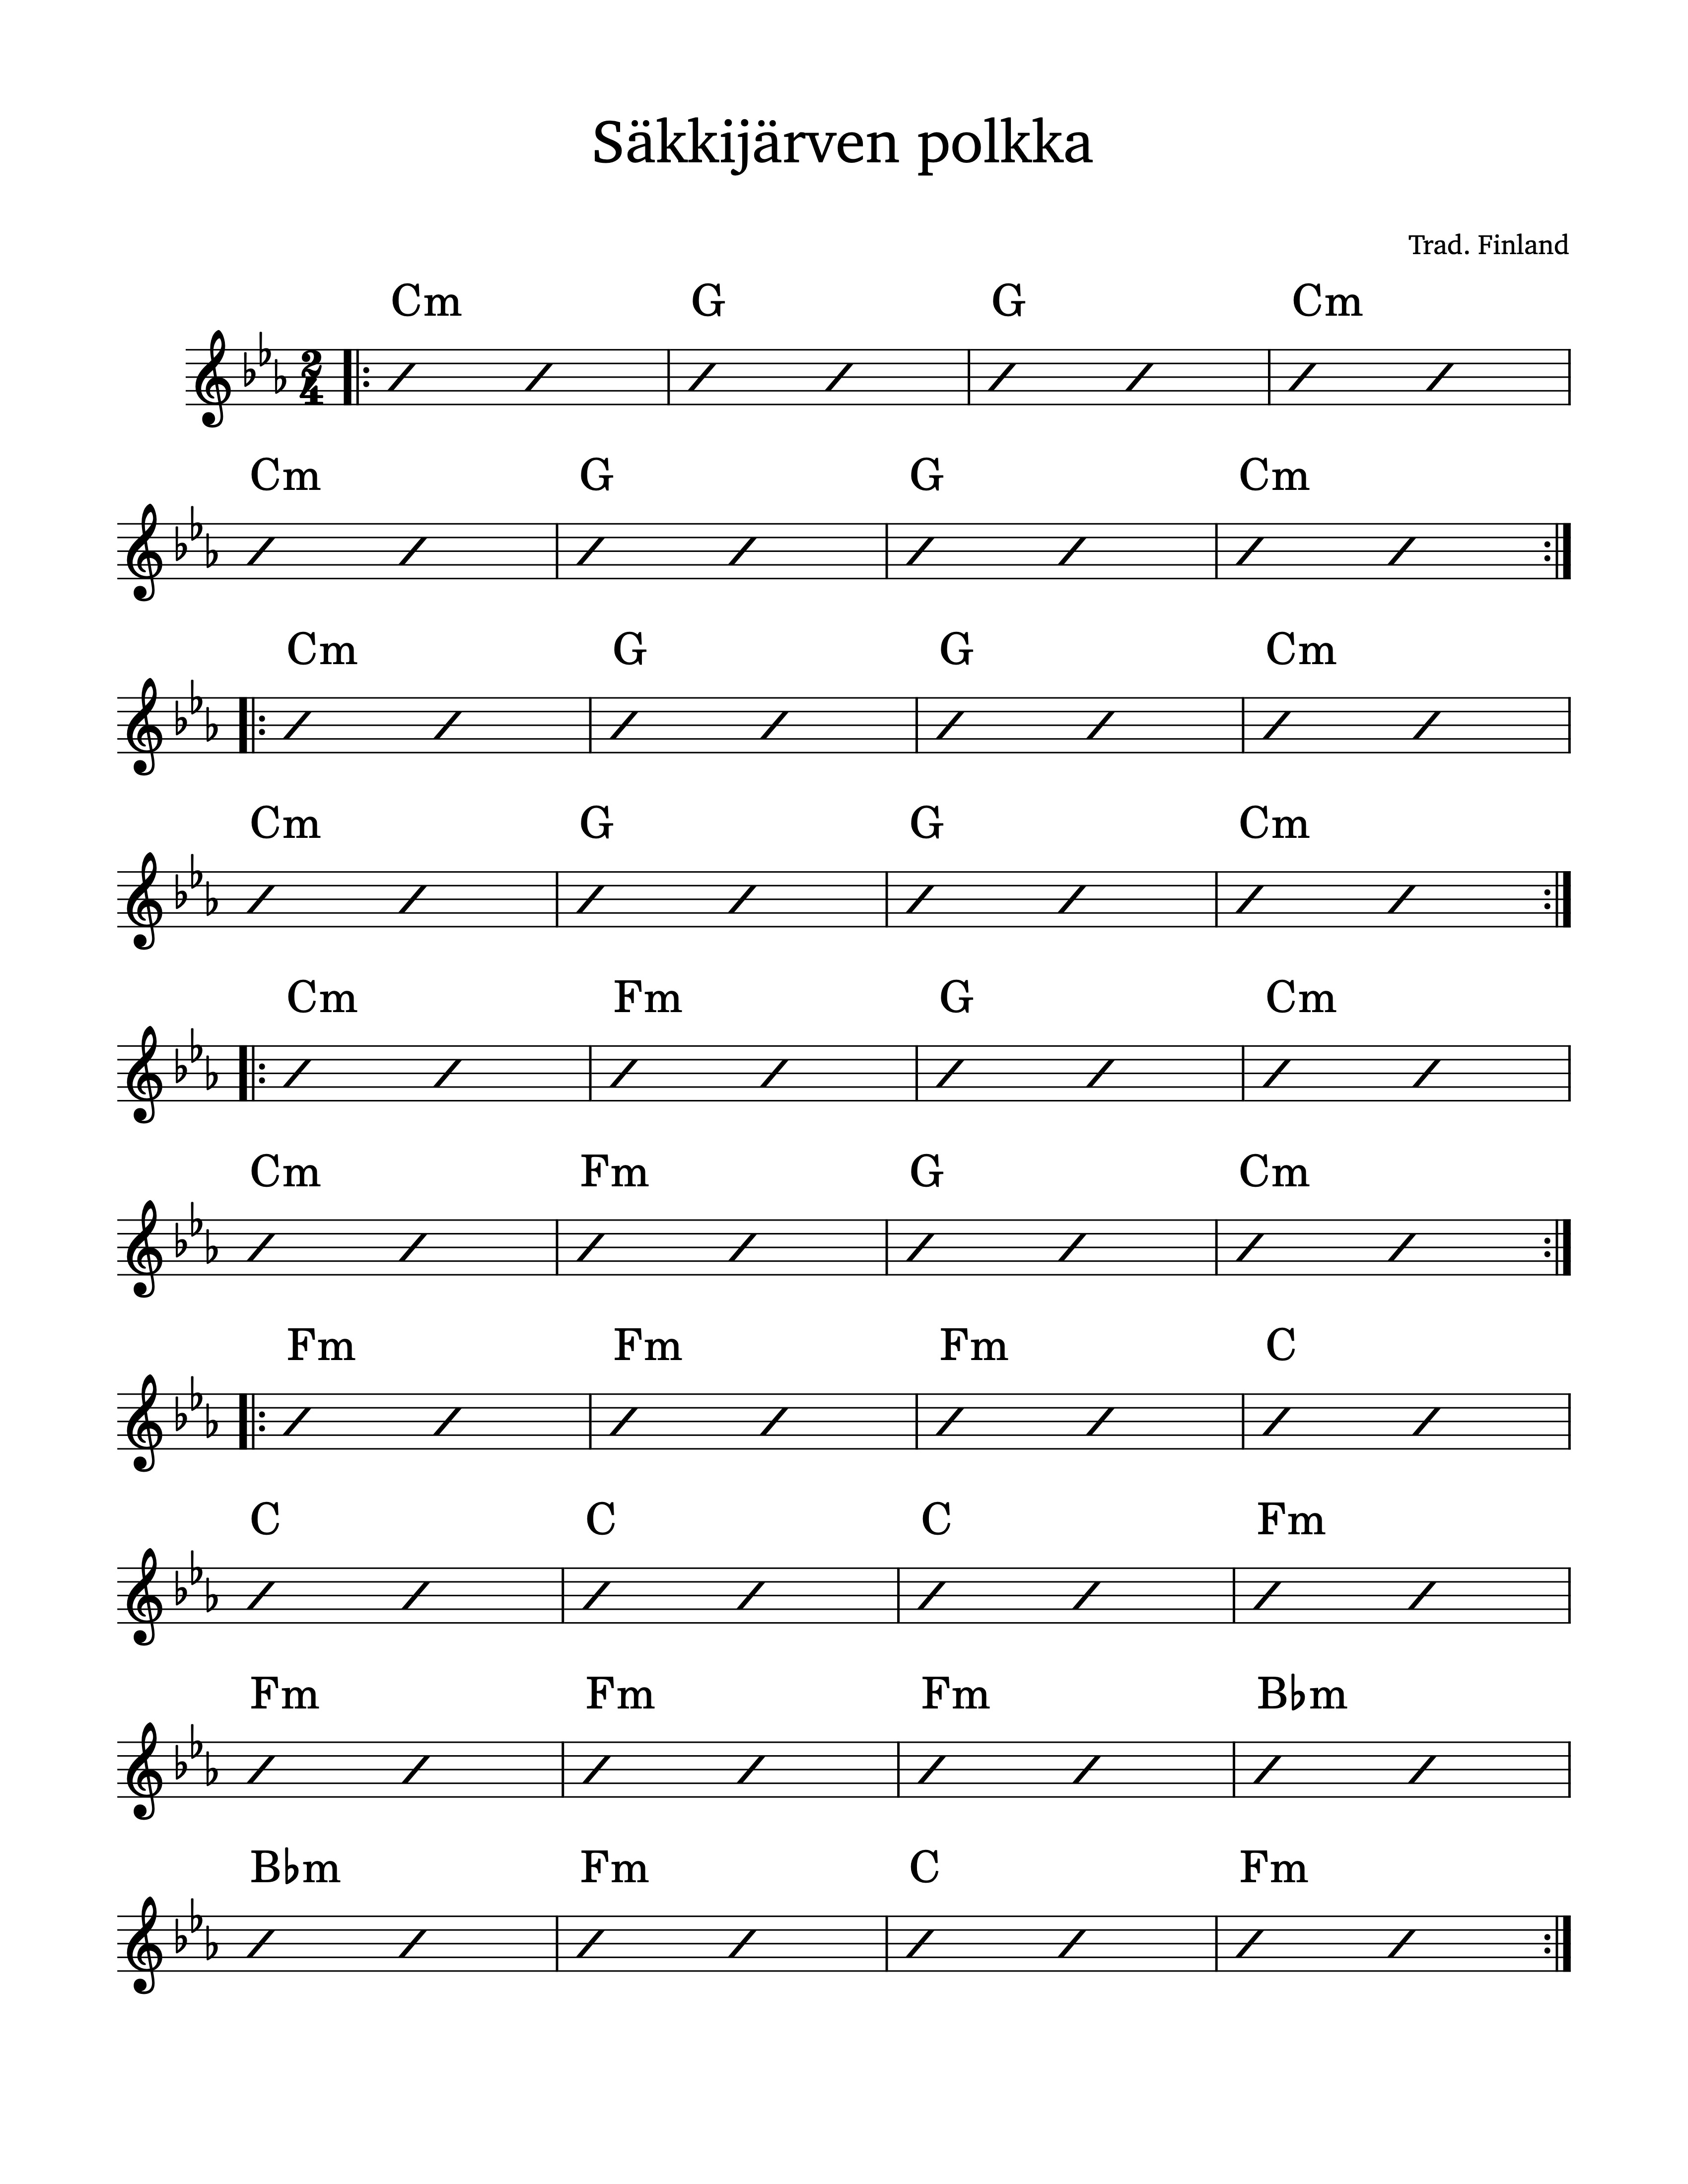 Säkkijärven polkka
Trad. Finland
Cm G G Cm
2
4
Cm G G Cm
Cm G G Cm
Cm G G Cm
Cm Fm G Cm
Cm Fm G Cm
Fm Fm Fm C
C C C Fm
Fm Fm Fm B♭m
B♭m Fm C Fm